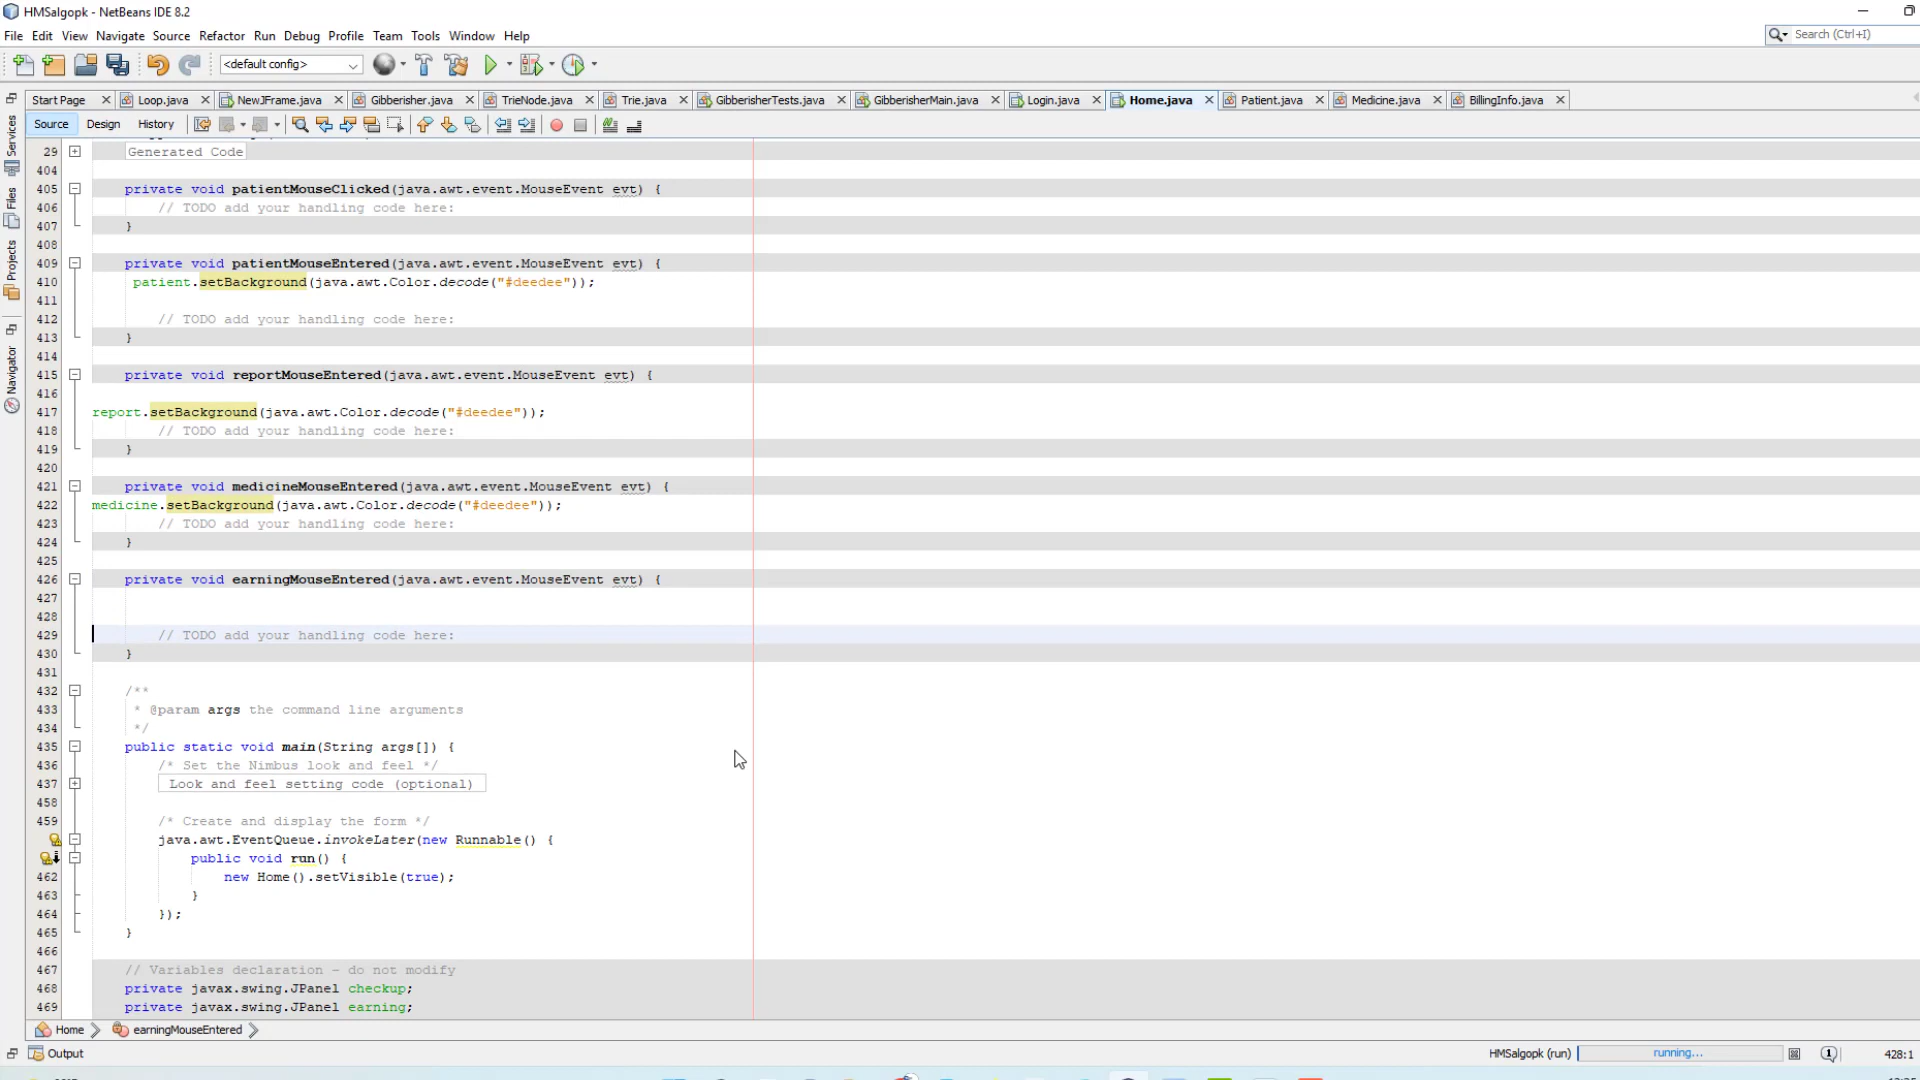 HMSalgopk - NetBeans IDE 8.2
File Edit View Navigate Source Refactor Run Debug Profile Team Tools Window Help
Search (Ctrl+I)
<default config>
Start Page Loop.java NewJFrame.java Gibberisher.java TrieNode.java Trie.java GibberisherTests.java GibberisherMain.java Login.java Home.java Patient.java Medicine.java BillingInfo.java
Source Design History
Services
Files
Projects
Navigator
29 Generated Code
404
405 private void patientMouseClicked(java.awt.event.MouseEvent evt) {
406 // TODO add your handling code here:
407 }
408
409 private void patientMouseEntered(java.awt.event.MouseEvent evt) {
410 patient.setBackground(java.awt.Color.decode("#deedee"));
411
412 // TODO add your handling code here:
413 }
414
415 private void reportMouseEntered(java.awt.event.MouseEvent evt) {
416
417 report.setBackground(java.awt.Color.decode("#deedee"));
418 // TODO add your handling code here:
419 }
420
421 private void medicineMouseEntered(java.awt.event.MouseEvent evt) {
422 medicine.setBackground(java.awt.Color.decode("#deedee"));
423 // TODO add your handling code here:
424 }
425
426 private void earningMouseEntered(java.awt.event.MouseEvent evt) {
427
428
429 // TODO add your handling code here:
430 }
431
432 /**
433 * @param args the command line arguments
434 */
435 public static void main(String args[]) {
436 /* Set the Nimbus look and feel */
437 Look and feel setting code (optional)
458
459 /* Create and display the form */
java.awt.EventQueue.invokeLater(new Runnable() {
public void run() {
462 new Home().setVisible(true);
463 }
464 });
465 }
466
467 // Variables declaration - do not modify
468 private javax.swing.JPanel checkup;
469 private javax.swing.JPanel earning;
Home earningMouseEntered
Output HMSalgopk (run) running... 1 428:1